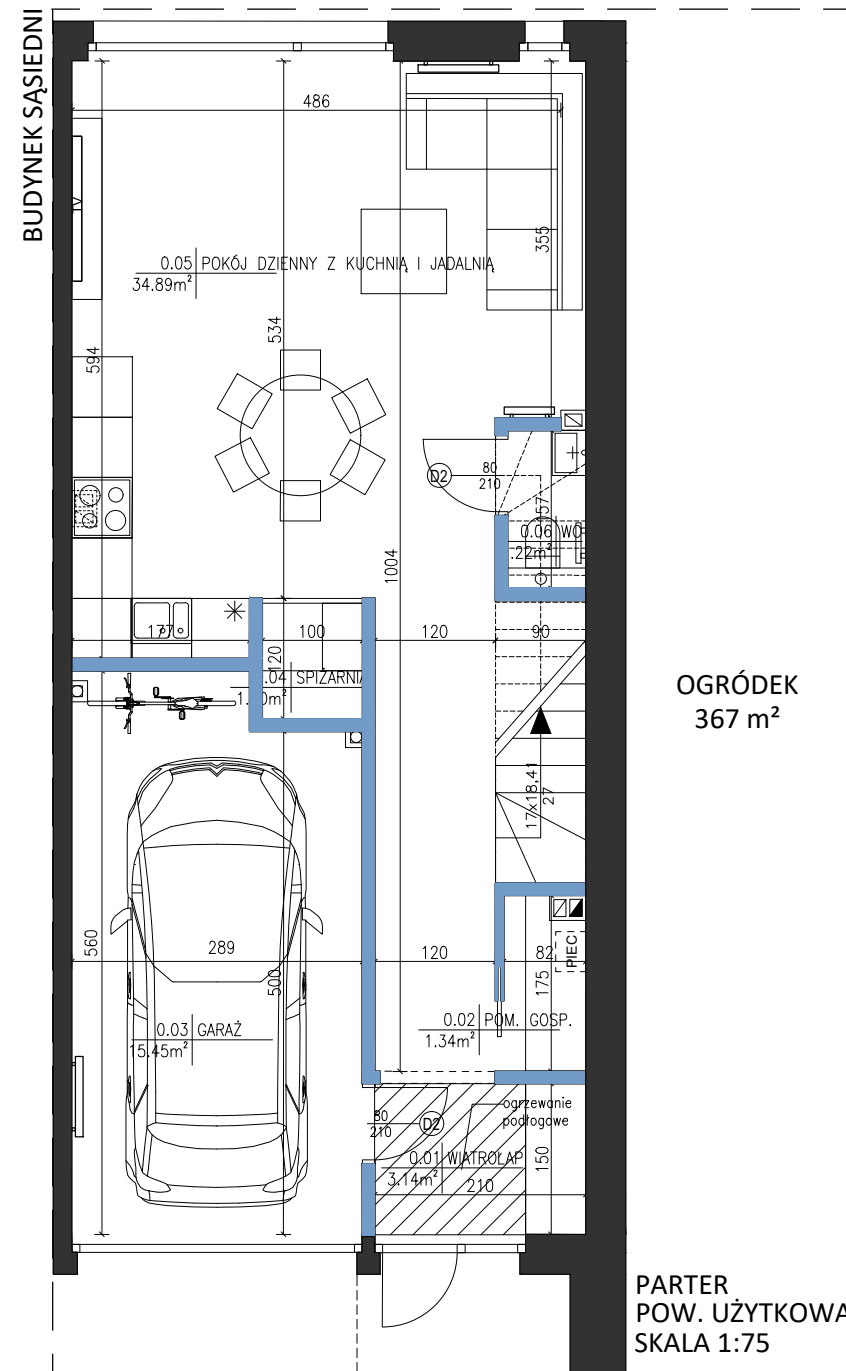 BUDYNEK SĄSIEDNI
486
0.05 POKÓJ DZIENNY Z KUCHNIĄ I JADALNIĄ
34.89m²
355
594
534
1004
D2
80
210
0.06
177
100
120
90
120
SPIŻARNIA
OGRÓDEK
367 m²
17x18,41
27
560
289
500
120
82
175
PIEC
0.03 GARAŻ
15.45m²
0.02 POM. GOSP.
1.34m²
ogrzewanie
podłogowe
80
210
D2
0.01 WIATROŁAP
3.14m²
210
150
PARTER
POW. UŻYTKOWA
SKALA 1:75